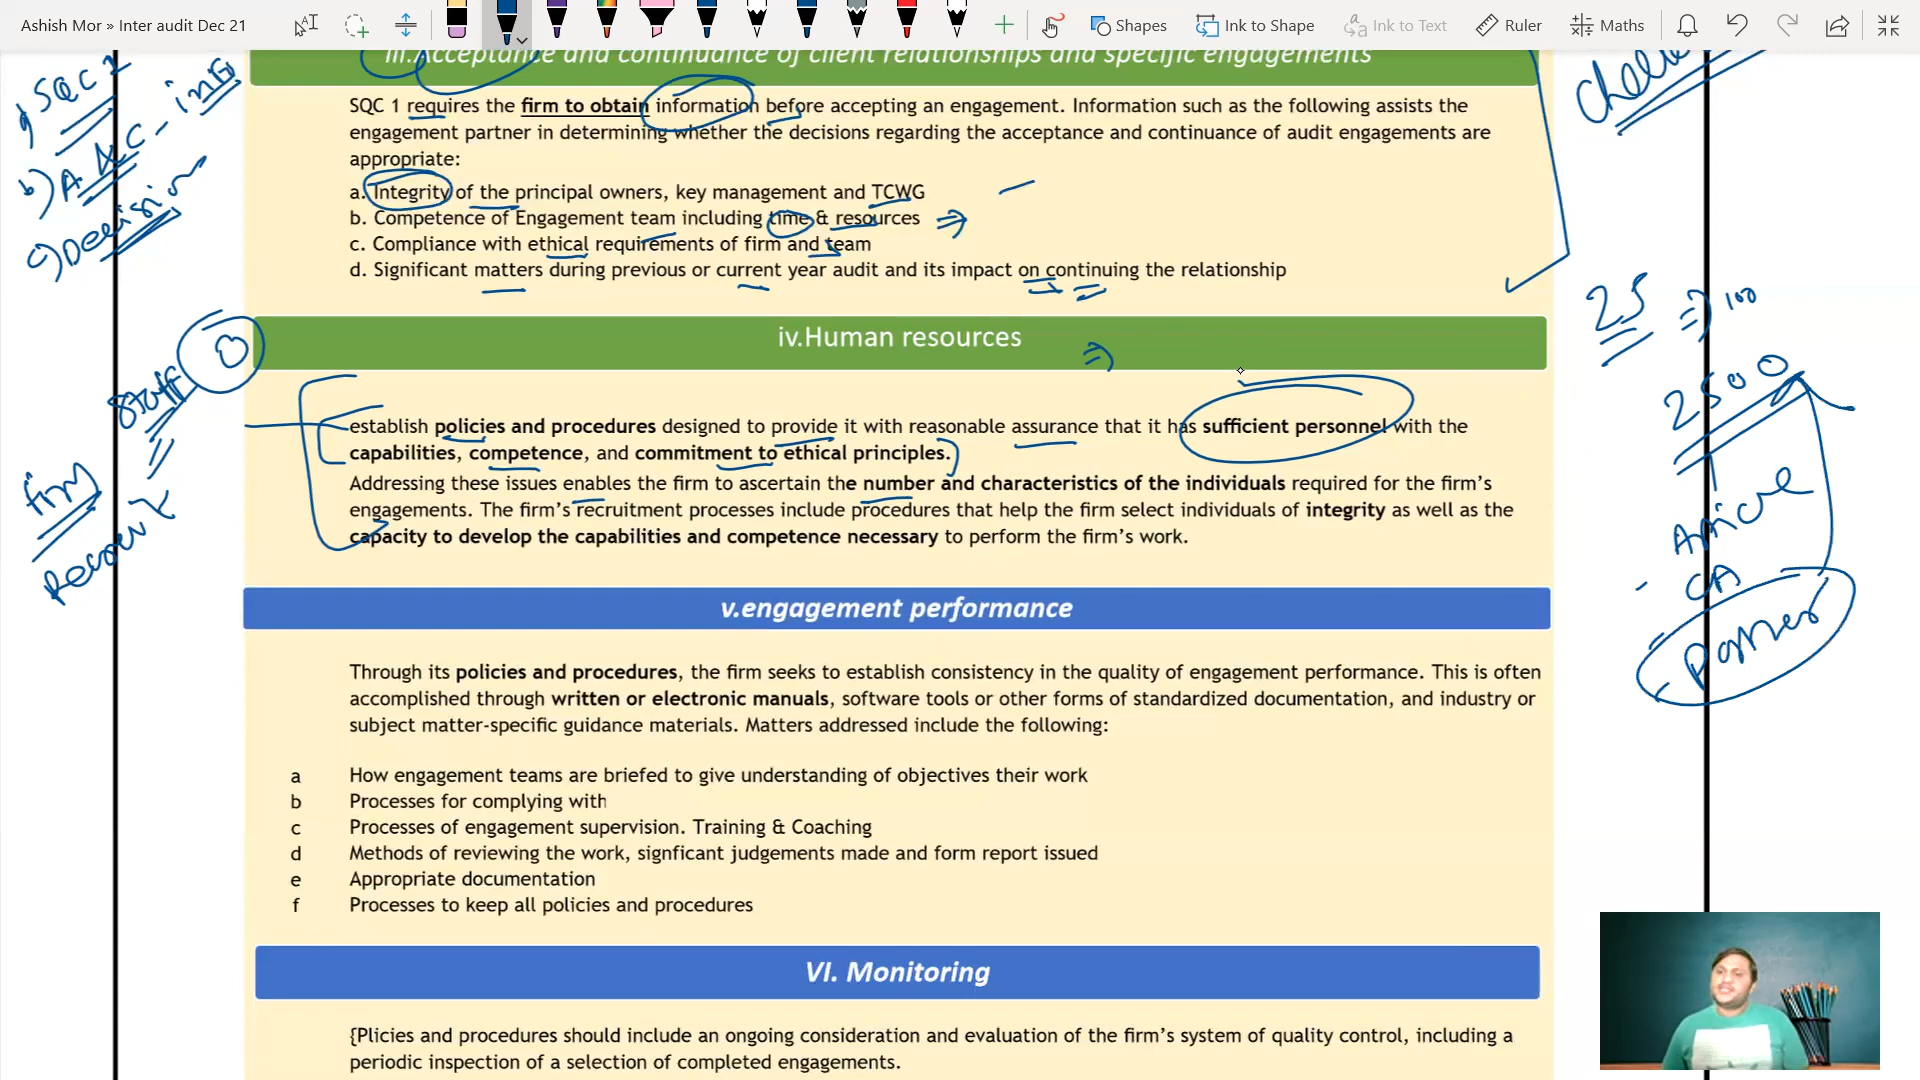 Ashish Mor » Inter audit Dec 21
Shapes
Ink to Shape
Ink to Text
Ruler
Maths
iii.Acceptance and continuance of client relationships and specific engagements
SQC 1 requires the firm to obtain information before accepting an engagement. Information such as the following assists the
engagement partner in determining whether the decisions regarding the acceptance and continuance of audit engagements are
appropriate:
a. Integrity of the principal owners, key management and TCWG
b. Competence of Engagement team including time & resources
c. Compliance with ethical requirements of firm and team
d. Significant matters during previous or current year audit and its impact on continuing the relationship
SQC 1
b) A & C - ing
c) Decision
25 => 100
2500
Article
CA
Partner
Staff
firm
iv.Human resources
establish policies and procedures designed to provide it with reasonable assurance that it has sufficient personnel with the
capabilities, competence, and commitment to ethical principles.
Addressing these issues enables the firm to ascertain the number and characteristics of the individuals required for the firm's
engagements. The firm's recruitment processes include procedures that help the firm select individuals of integrity as well as the
capacity to develop the capabilities and competence necessary to perform the firm's work.
v.engagement performance
Through its policies and procedures, the firm seeks to establish consistency in the quality of engagement performance. This is often
accomplished through written or electronic manuals, software tools or other forms of standardized documentation, and industry or
subject matter-specific guidance materials. Matters addressed include the following:
a How engagement teams are briefed to give understanding of objectives their work
b Processes for complying with
c Processes of engagement supervision. Training & Coaching
d Methods of reviewing the work, signficant judgements made and form report issued
e Appropriate documentation
f Processes to keep all policies and procedures
VI. Monitoring
{Plicies and procedures should include an ongoing consideration and evaluation of the firm's system of quality control, including a
periodic inspection of a selection of completed engagements.